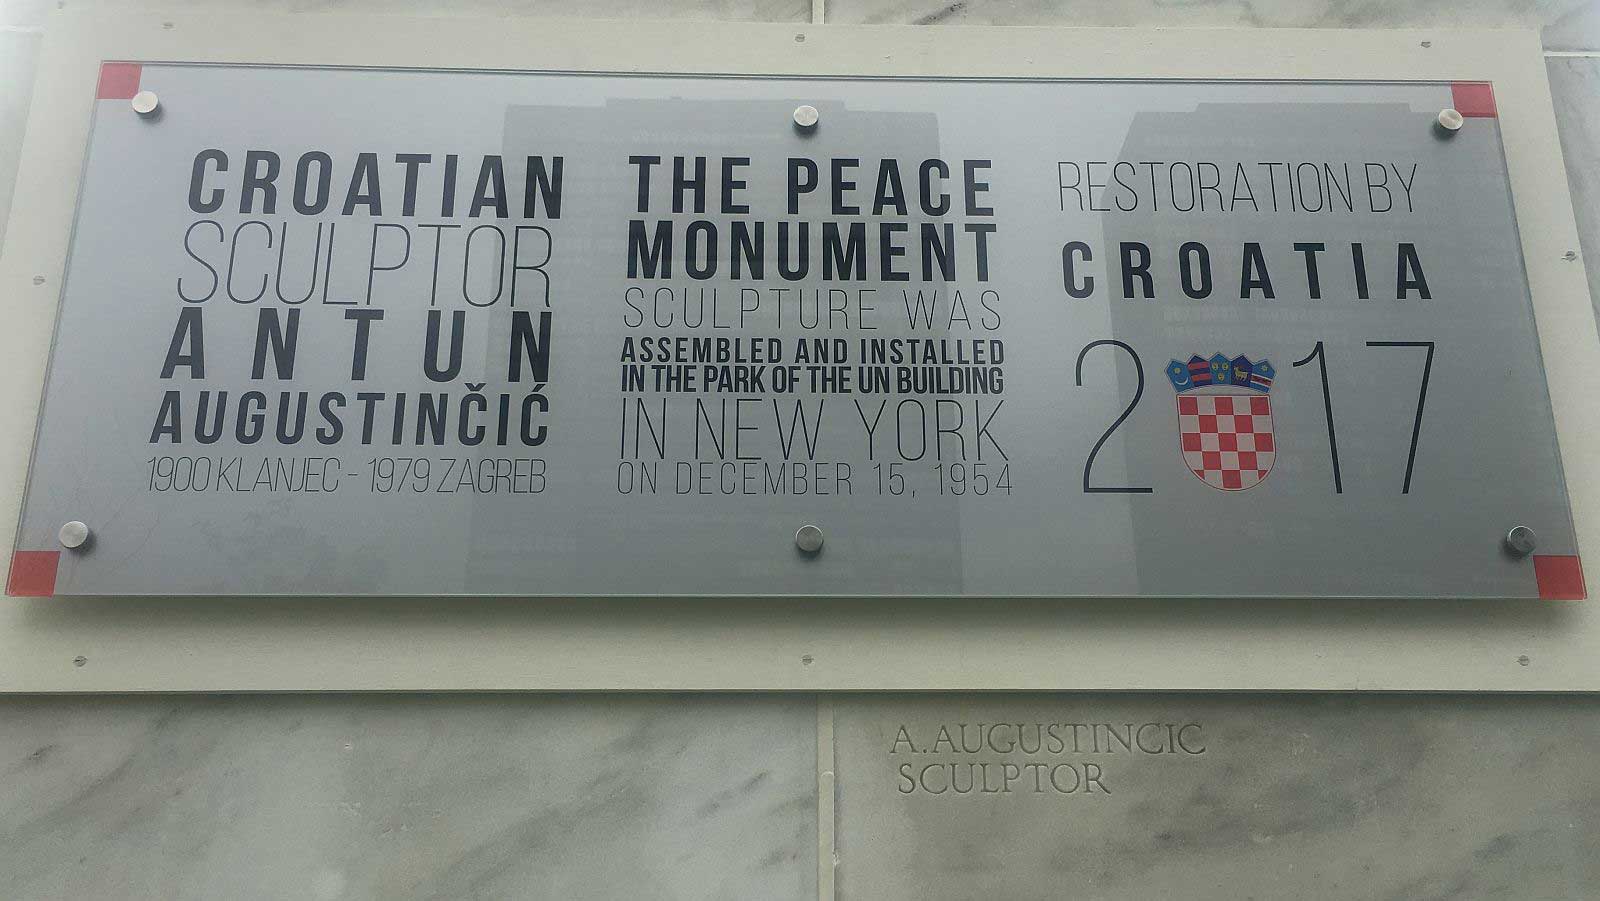 CROATIAN
SCULPTOR
ANTUN
AUGUSTINČIĆ
1900 KLANJEC - 1979 ZAGREB
THE PEACE
MONUMENT
SCULPTURE WAS
ASSEMBLED AND INSTALLED
IN THE PARK OF THE UN BUILDING
IN NEW YORK
ON DECEMBER 15, 1954
RESTORATION BY
CROATIA
2017
A. AUGUSTINCIC
SCULPTOR